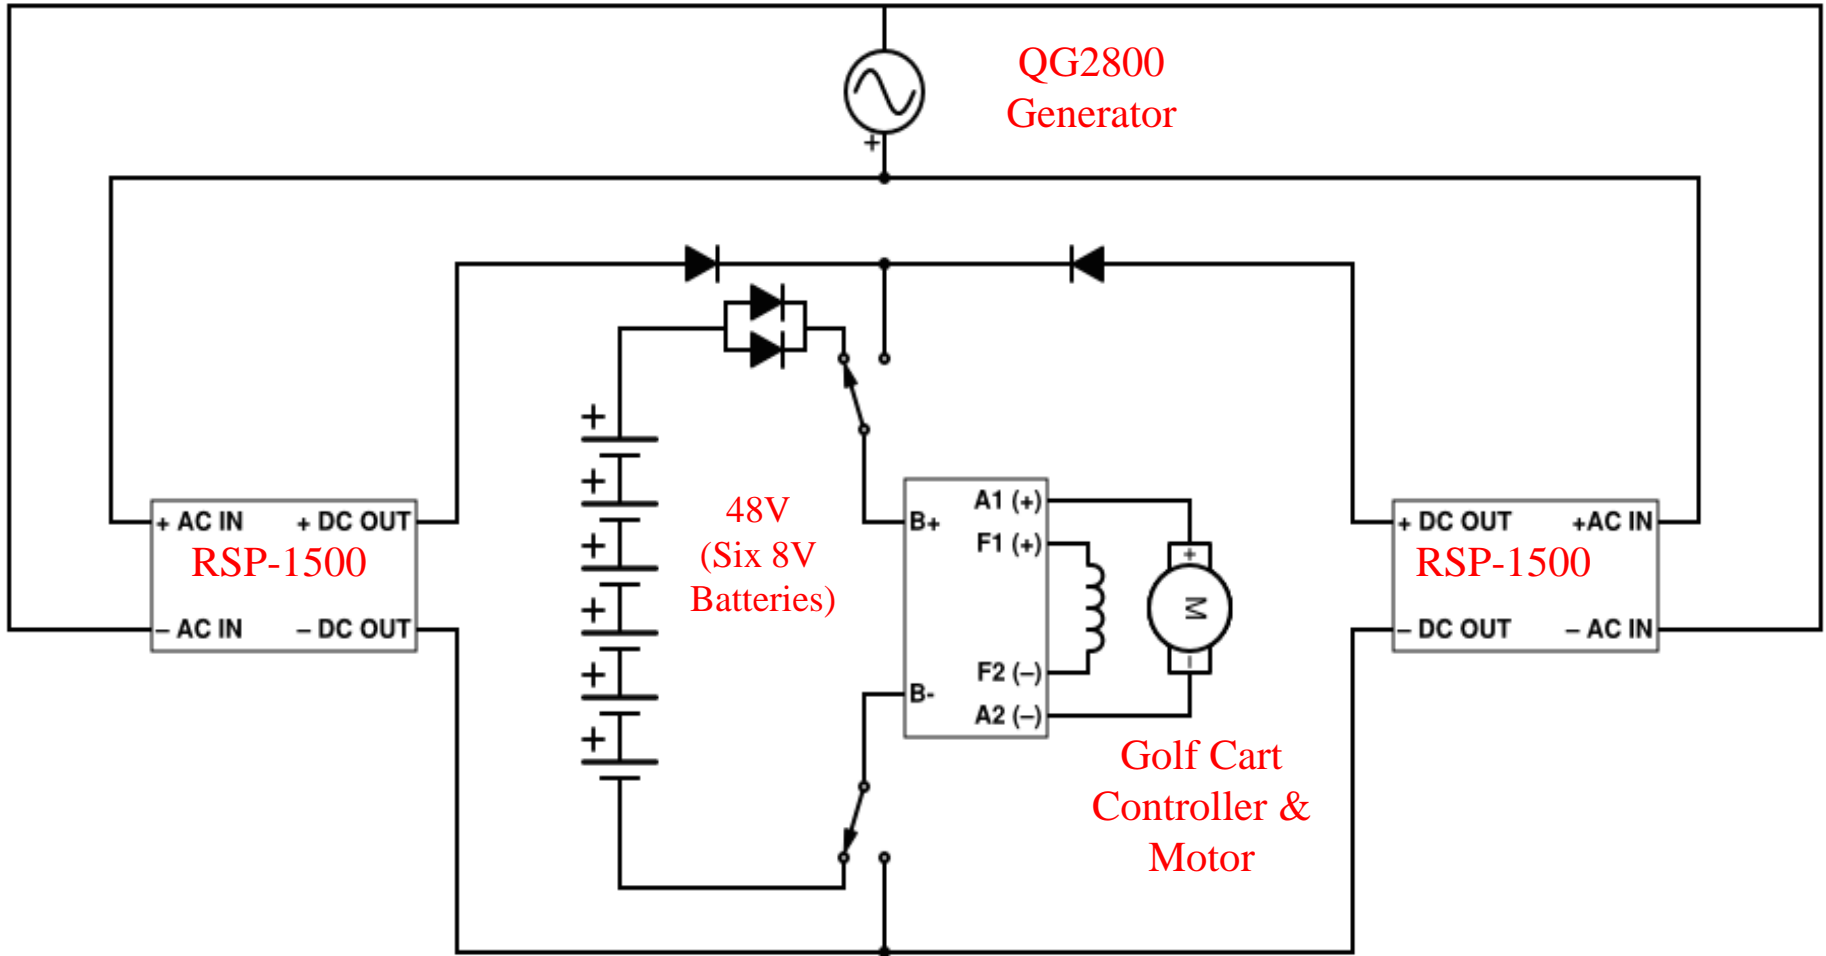 QG2800
Generator
+
+ AC IN
+ DC OUT
RSP-1500
– AC IN
– DC OUT
+
+
+
+
+
+
48V
(Six 8V
Batteries)
B+
B-
A1 (+)
F1 (+)
F2 (–)
A2 (–)
+
M
–
Golf Cart
Controller &
Motor
+ DC OUT
+AC IN
RSP-1500
– DC OUT
– AC IN